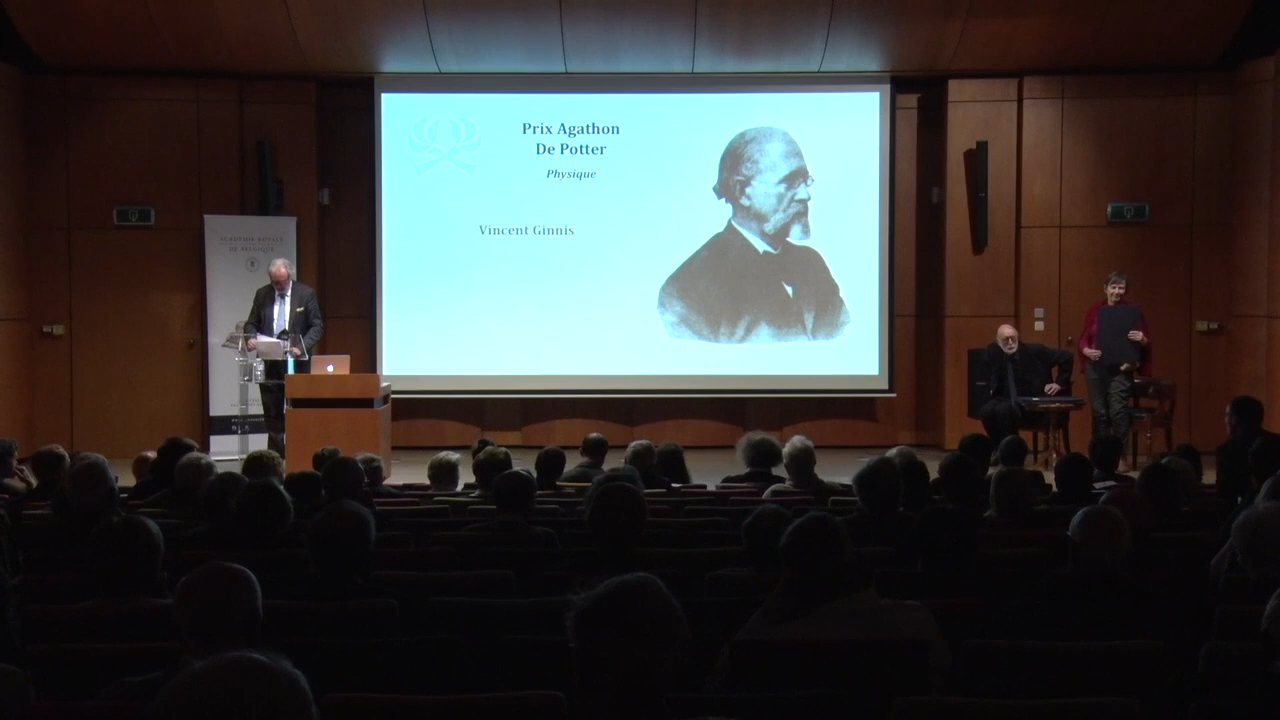 Prix Agathon
De Potter
Physique
Vincent Ginnis
ACADÉMIE ROYALE
DE BELGIQUE